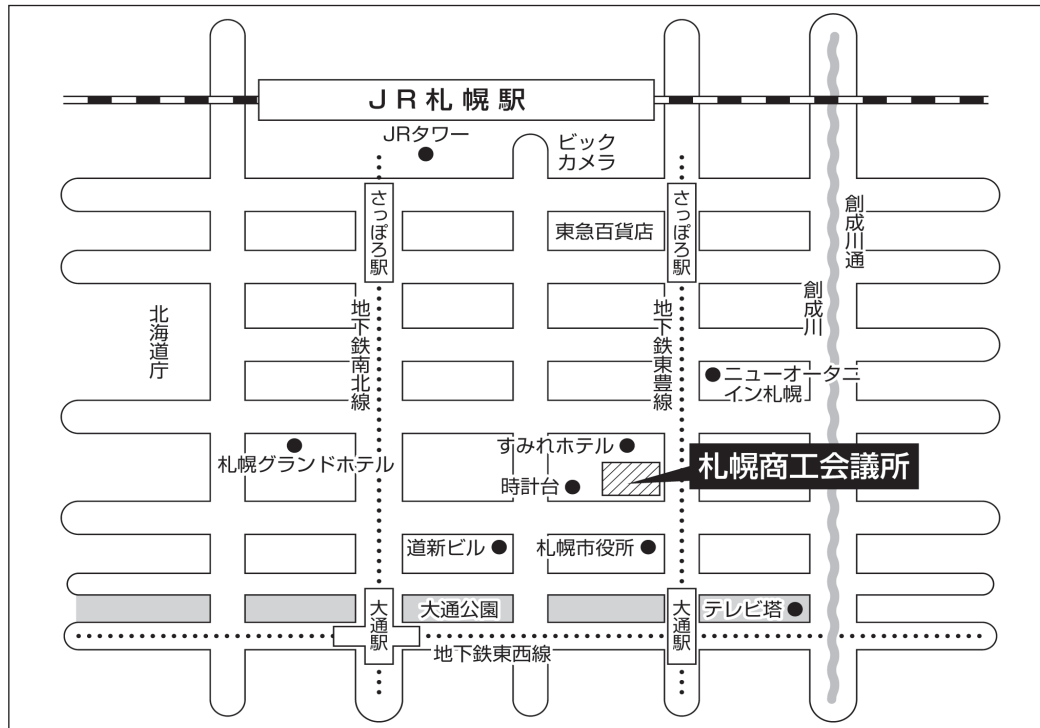 JR札幌駅
JRタワー
ビック
カメラ
さっぽろ駅
東急百貨店
さっぽろ駅
創成川通
創成川
北海道庁
地下鉄南北線
地下鉄東豊線
ニューオータニ
イン札幌
札幌グランドホテル
すみれホテル
札幌商工会議所
時計台
道新ビル
札幌市役所
大通駅
大通公園
大通駅
テレビ塔
地下鉄東西線